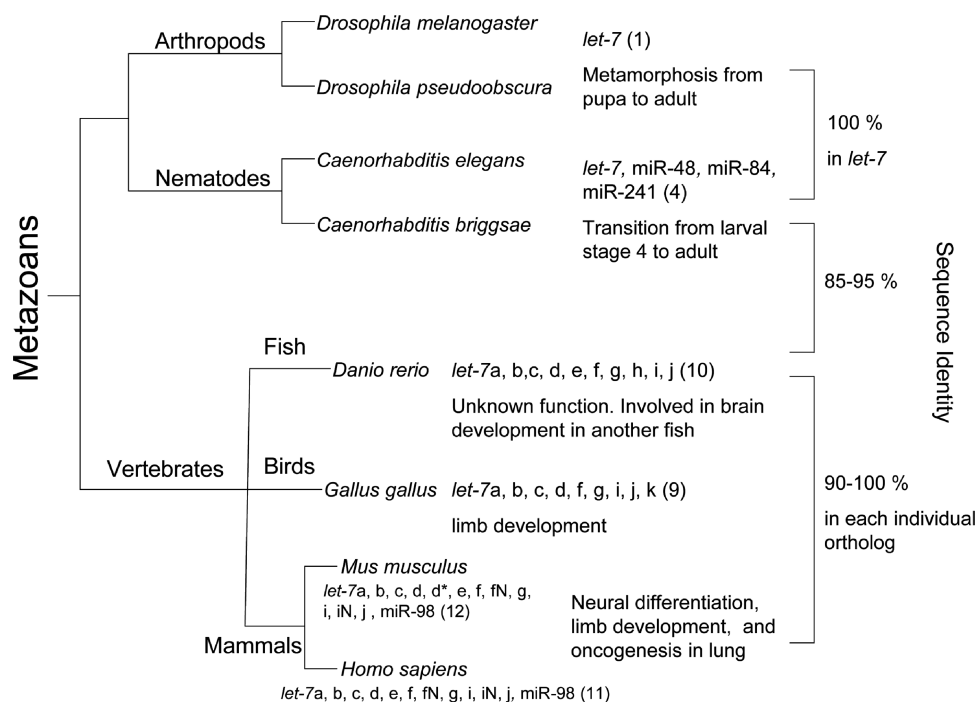 Metazoans
Arthropods
Drosophila melanogaster
let-7 (1)
Drosophila pseudoobscura
Metamorphosis from
pupa to adult
100 %
in let-7
Nematodes
Caenorhabditis elegans
let-7, miR-48, miR-84,
miR-241 (4)
Caenorhabditis briggsae
Transition from larval
stage 4 to adult
85-95 %
Sequence Identity
Vertebrates
Fish
Danio rerio
let-7a, b,c, d, e, f, g, h, i, j (10)
Unknown function. Involved in brain
development in another fish
Birds
Gallus gallus
let-7a, b, c, d, f, g, i, j, k (9)
limb development
90-100 %
in each individual
ortholog
Mammals
Mus musculus
let-7a, b, c, d, d*, e, f, fN, g,
i, iN, j , miR-98 (12)
Neural differentiation,
limb development, and
oncogenesis in lung
Homo sapiens
let-7a, b, c, d, e, f, fN, g, i, iN, j, miR-98 (11)